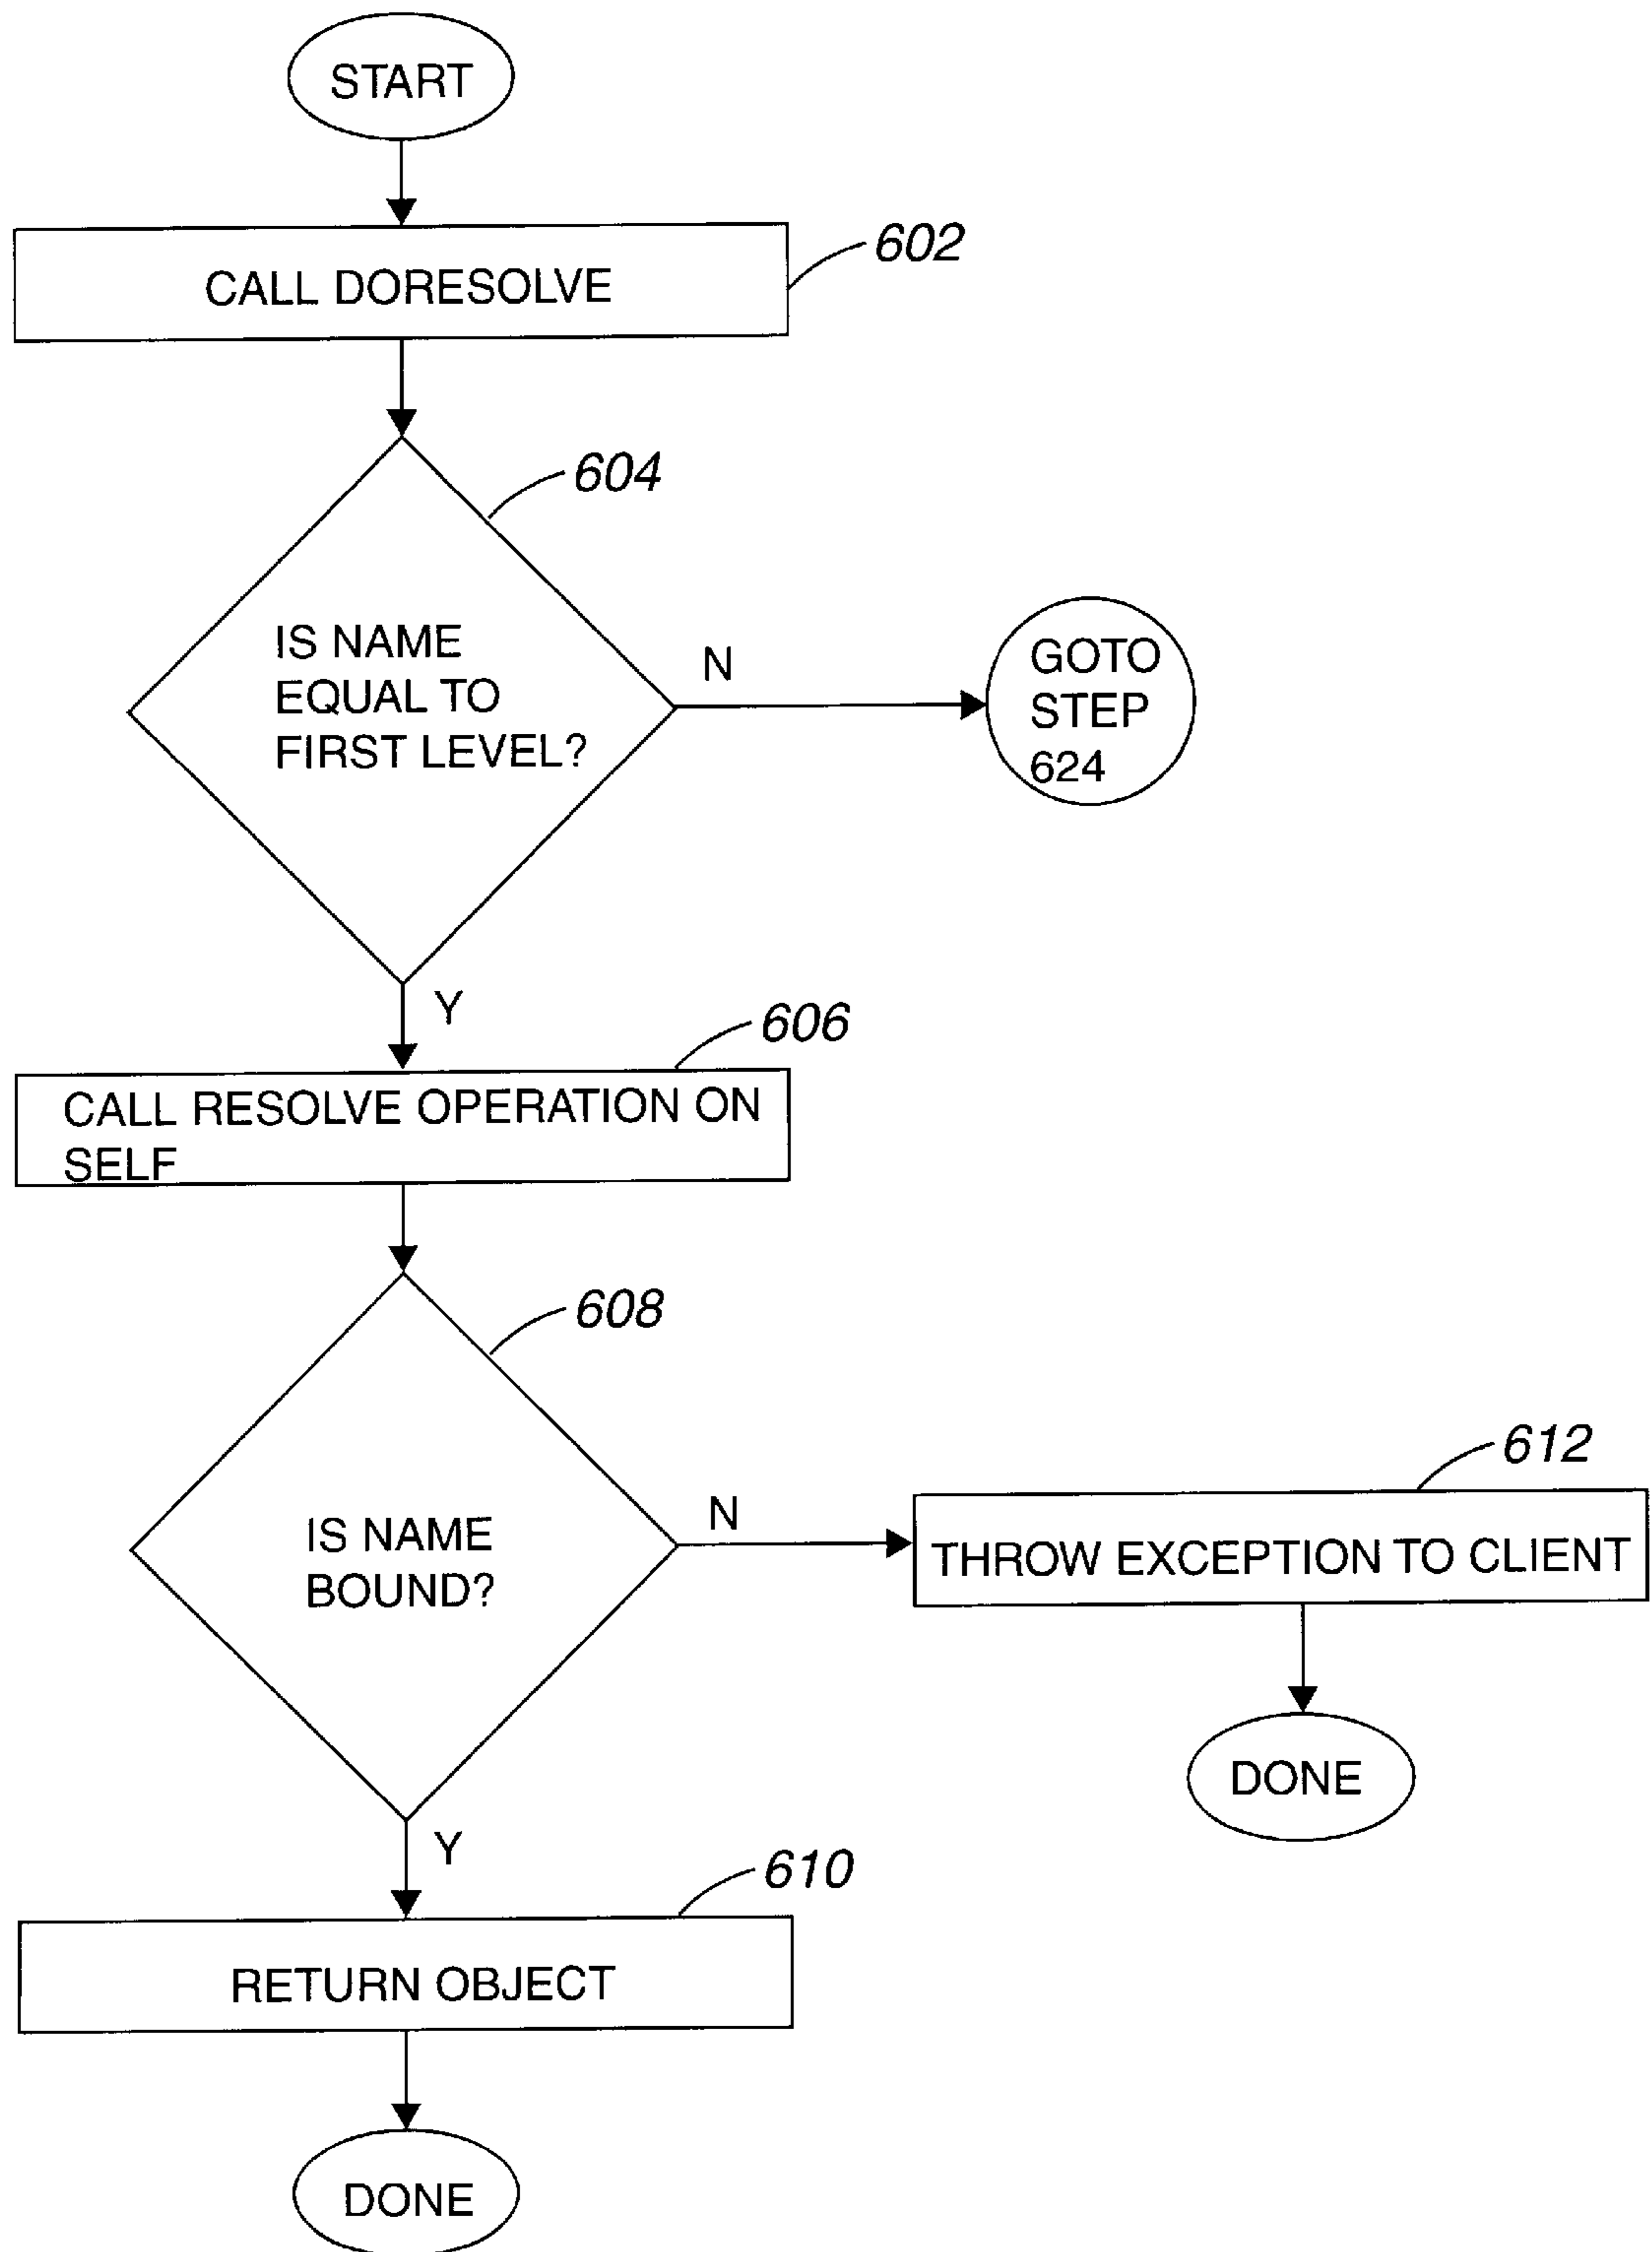 START
602
CALL DORESOLVE
604
IS NAME
EQUAL TO
FIRST LEVEL?
N
GOTO
STEP
624
Y
606
CALL RESOLVE OPERATION ON
SELF
608
IS NAME
BOUND?
N
612
THROW EXCEPTION TO CLIENT
DONE
Y
610
RETURN OBJECT
DONE